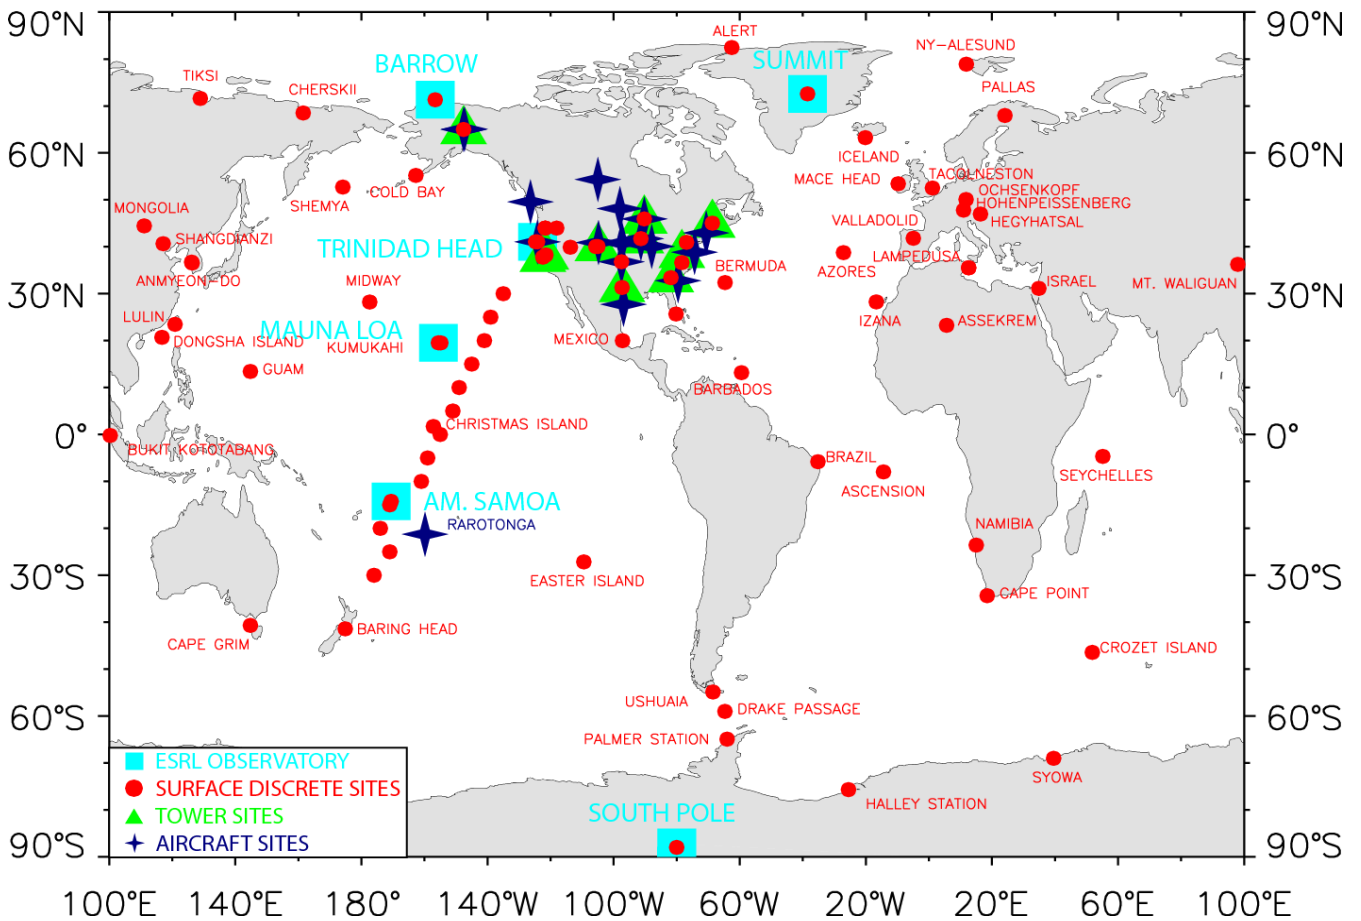 90°N
90°N
ALERT
NY-ALESUND
BARROW
SUMMIT
TIKSI
CHERSKII
PALLAS
60°N
60°N
ICELAND
MACE HEAD
TACOLNESTON
COLD BAY
SHEMYA
OCHSENKOPF
HOHENPEISSENBERG
MONGOLIA
VALLADOLID
HEGYHATSAL
SHANGDIANZI
TRINIDAD HEAD
LAMPEDUSA
BERMUDA
AZORES
ANMYEON-DO
MIDWAY
ISRAEL
MT. WALIGUAN
30°N
30°N
LULIN
MAUNA LOA
IZANA
ASSEKREM
DONGSHA ISLAND
KUMUKAHI
MEXICO
GUAM
BARBADOS
CHRISTMAS ISLAND
0°
0°
BUKIT KOTOTABANG
BRAZIL
SEYCHELLES
ASCENSION
AM. SAMOA
RAROTONGA
NAMIBIA
30°S
30°S
EASTER ISLAND
CAPE POINT
BARING HEAD
CAPE GRIM
CROZET ISLAND
USHUAIA
DRAKE PASSAGE
60°S
60°S
PALMER STATION
ESRL OBSERVATORY
SYOWA
SURFACE DISCRETE SITES
HALLEY STATION
TOWER SITES
SOUTH POLE
AIRCRAFT SITES
90°S
90°S
100°E 140°E 180° 140°W 100°W 60°W 20°W 20°E 60°E 100°E